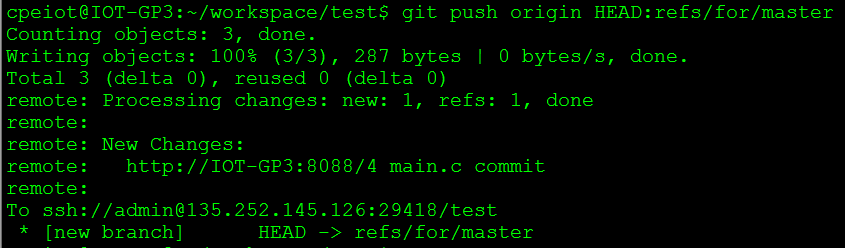 cpeiot@IOT-GP3:~/workspace/test$ git push origin HEAD:refs/for/master
Counting objects: 3, done.
Writing objects: 100% (3/3), 287 bytes | 0 bytes/s, done.
Total 3 (delta 0), reused 0 (delta 0)
remote: Processing changes: new: 1, refs: 1, done
remote:
remote: New Changes:
remote:   http://IOT-GP3:8088/4 main.c commit
remote:
To ssh://admin@135.252.145.126:29418/test
 * [new branch]      HEAD -> refs/for/master